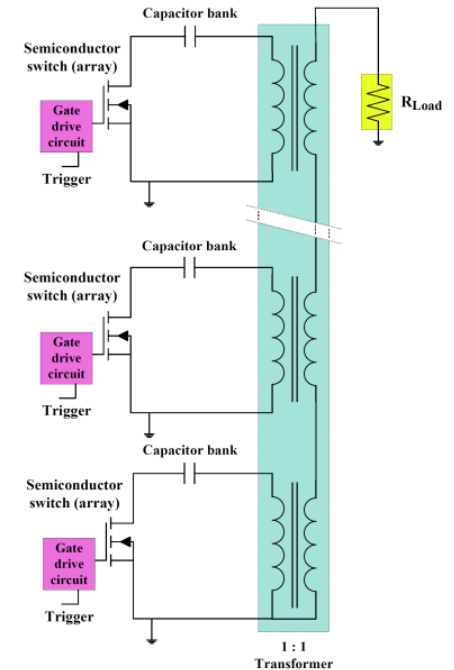 Capacitor bank
Semiconductor
switch (array)
Gate
drive
circuit
Trigger
RLoad
Capacitor bank
Semiconductor
switch (array)
Gate
drive
circuit
Trigger
Capacitor bank
Semiconductor
switch (array)
Gate
drive
circuit
Trigger
1 : 1
Transformer